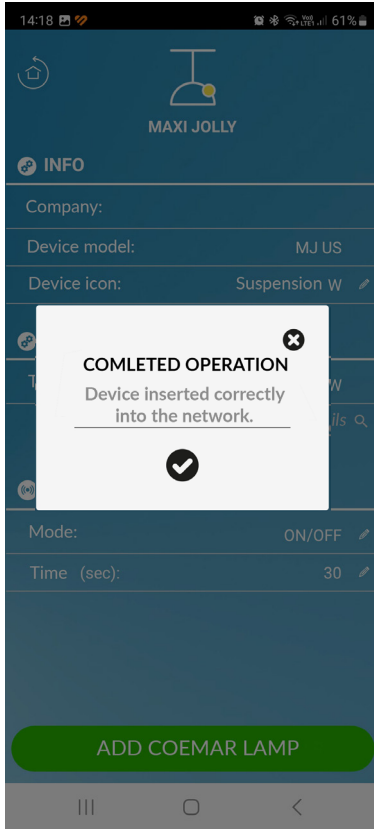 14:18 61%
MAXI JOLLY
INFO
Company:
Device model: MJ US
Device icon: Suspension W
COMLETED OPERATION
Device inserted correctly
into the network.
Mode: ON/OFF
Time (sec): 30
ADD COEMAR LAMP